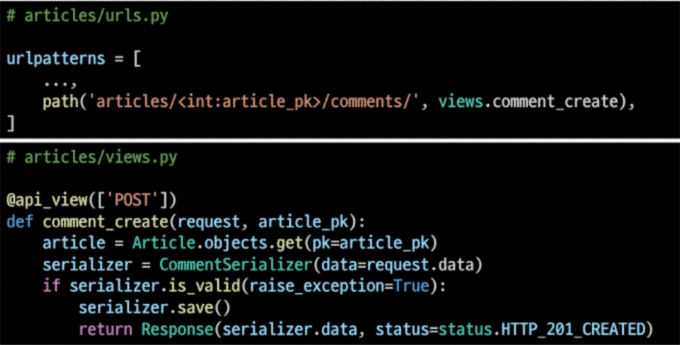 # articles/urls.py
urlpatterns = [
    ...,
    path('articles/<int:article_pk>/comments/', views.comment_create),
]
# articles/views.py
@api_view(['POST'])
def comment_create(request, article_pk):
    article = Article.objects.get(pk=article_pk)
    serializer = CommentSerializer(data=request.data)
    if serializer.is_valid(raise_exception=True):
        serializer.save()
        return Response(serializer.data, status=status.HTTP_201_CREATED)